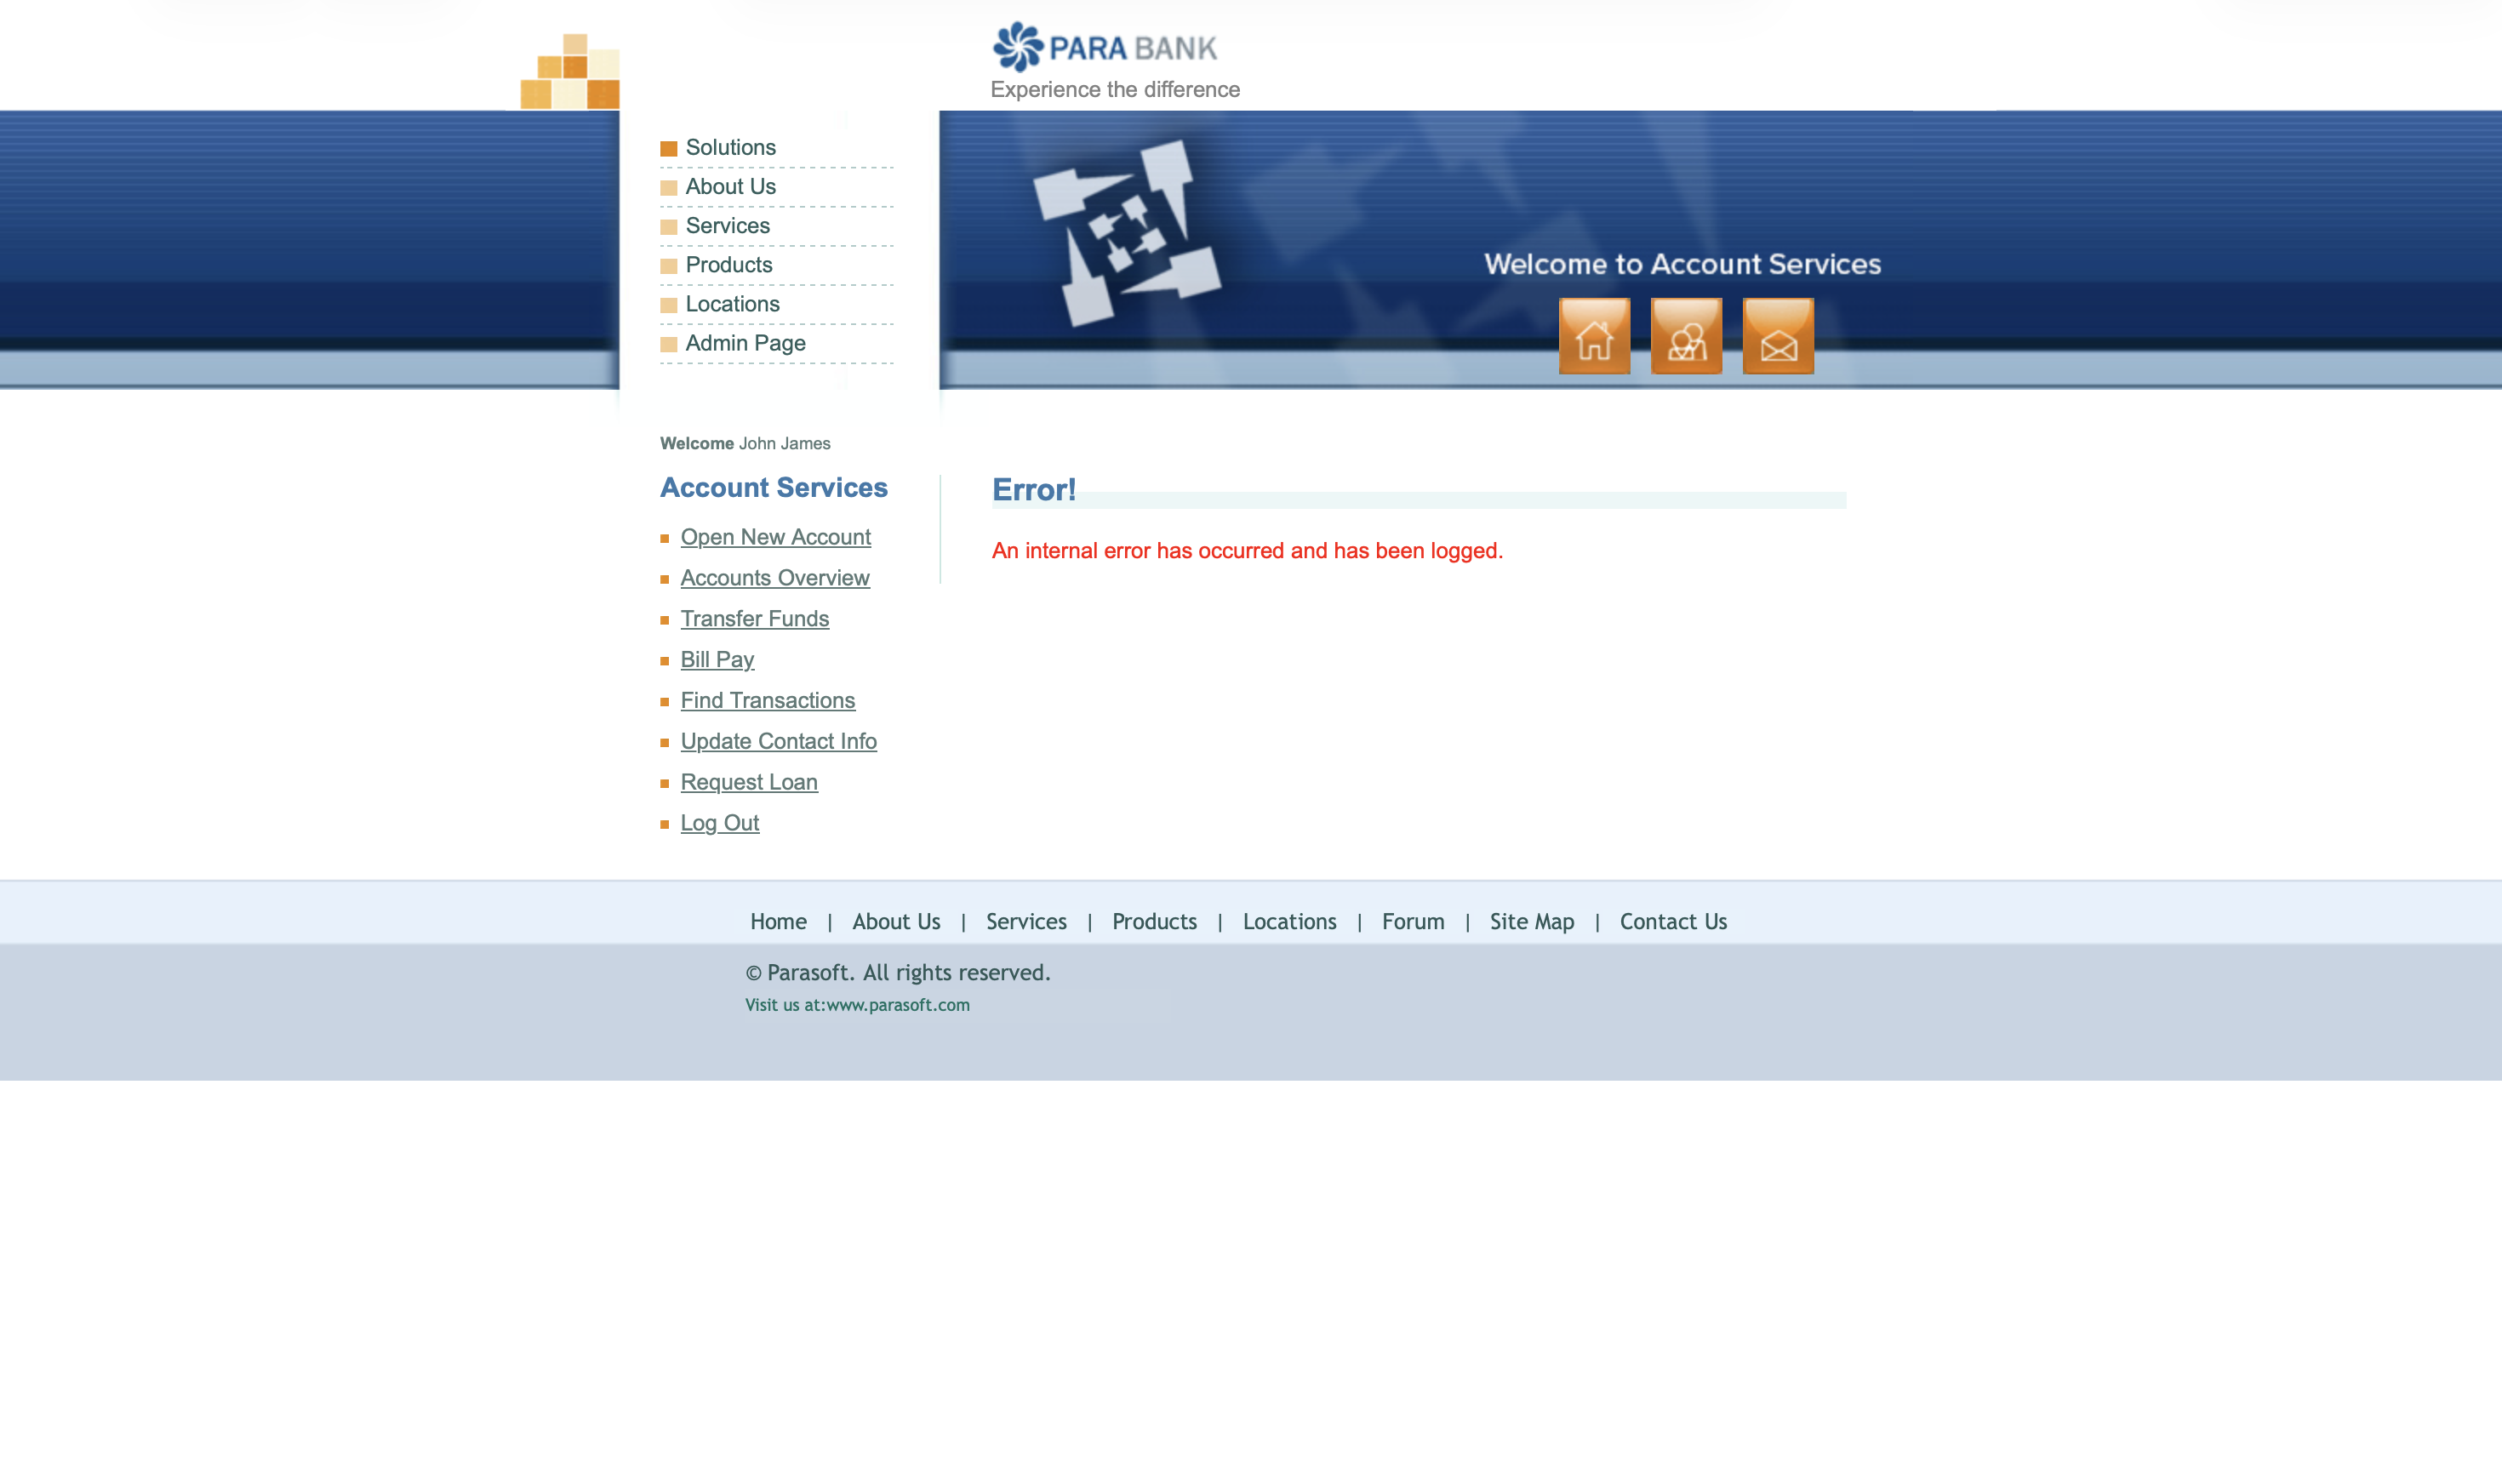 PARA BANK
Experience the difference
Solutions
About Us
Services
Products
Locations
Admin Page
Welcome to Account Services
Welcome John James
Account Services
Open New Account
Accounts Overview
Transfer Funds
Bill Pay
Find Transactions
Update Contact Info
Request Loan
Log Out
Error!
An internal error has occurred and has been logged.
Home | About Us | Services | Products | Locations | Forum | Site Map | Contact Us
© Parasoft. All rights reserved.
Visit us at:www.parasoft.com